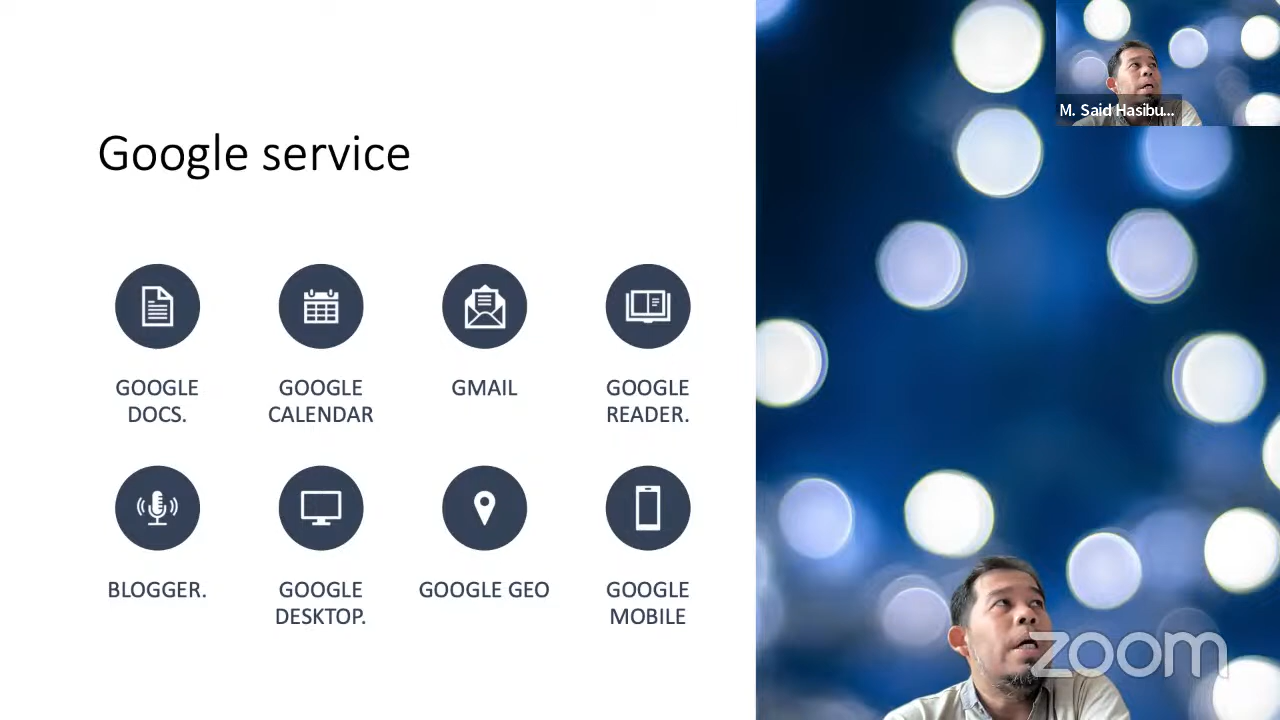 Google service
GOOGLE
DOCS.
GOOGLE
CALENDAR
GMAIL
GOOGLE
READER.
BLOGGER.
GOOGLE
DESKTOP.
GOOGLE GEO
GOOGLE
MOBILE
M. Said Hasibu...
zoom